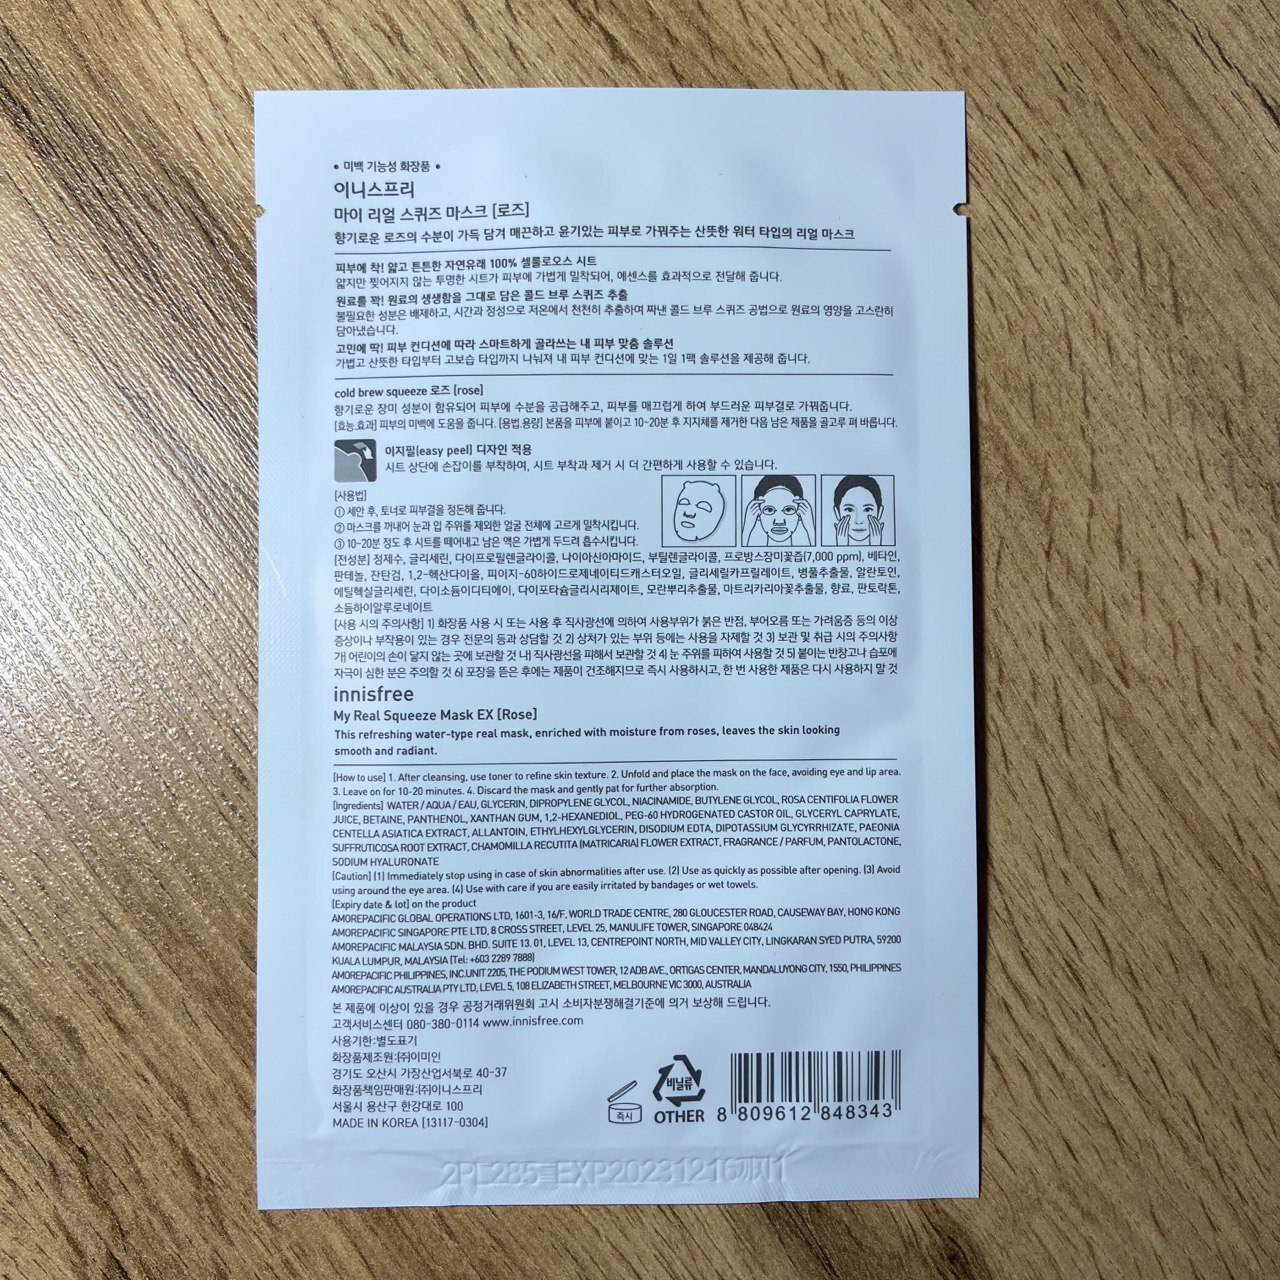 • 미백 기능성 화장품 •
이니스프리
마이 리얼 스퀴즈 마스크 [로즈]
향기로운 로즈의 수분이 가득 담겨 매끈하고 윤기있는 피부로 가꿔주는 산뜻한 워터 타입의 리얼 마스크
피부에 착! 얇고 튼튼한 자연유래 100% 셀룰로오스 시트
얇지만 찢어지지 않는 투명한 시트가 피부에 가볍게 밀착되어, 에센스를 효과적으로 전달해 줍니다.
원료를 꽉! 원료의 생생함을 그대로 담은 콜드 브루 스퀴즈 추출
불필요한 성분은 배제하고, 시간과 정성으로 저온에서 천천히 추출하여 짜낸 콜드 브루 스퀴즈 공법으로 원료의 영양을 고스란히
담아냈습니다.
고민에 딱! 피부 컨디션에 따라 스마트하게 골라쓰는 내 피부 맞춤 솔루션
가볍고 산뜻한 타입부터 고보습 타입까지 나눠져 내 피부 컨디션에 맞는 1일 1팩 솔루션을 제공해 줍니다.
cold brew squeeze 로즈 [rose]
향기로운 장미 성분이 함유되어 피부에 수분을 공급해주고, 피부를 매끄럽게 하여 부드러운 피부결로 가꿔줍니다.
[효능.효과] 피부의 미백에 도움을 줍니다. [용법.용량] 본품을 피부에 붙이고 10~20분 후 지지체를 제거한 다음 남은 제품을 골고루 펴 바릅니다.
이지필(easy peel) 디자인 적용
시트 상단에 손잡이를 부착하여, 시트 부착과 제거 시 더 간편하게 사용할 수 있습니다.
[사용법]
① 세안 후, 토너로 피부결을 정돈해 줍니다.
② 마스크를 꺼내어 눈과 입 주위를 제외한 얼굴 전체에 고르게 밀착시킵니다.
③ 10~20분 정도 후 시트를 떼어내고 남은 액은 가볍게 두드려 흡수시킵니다.
[전성분] 정제수, 글리세린, 다이프로필렌글라이콜, 나이아신아마이드, 부틸렌글라이콜, 프로방스장미꽃즙(7,000 ppm), 베타인,
판테놀, 잔탄검, 1,2-헥산다이올, 피이지-60하이드로제네이티드캐스터오일, 글리세릴카프릴레이트, 병풀추출물, 알란토인,
에틸헥실글리세린, 다이소듐이디티에이, 다이포타슘글리시리제이트, 모란뿌리추출물, 마트리카리아꽃추출물, 향료, 판토락톤,
소듐하이알루로네이트
[사용 시의 주의사항] 1) 화장품 사용 시 또는 사용 후 직사광선에 의하여 사용부위가 붉은 반점, 부어오름 또는 가려움증 등의 이상
증상이나 부작용이 있는 경우 전문의 등과 상담할 것 2) 상처가 있는 부위 등에는 사용을 자제할 것 3) 보관 및 취급 시의 주의사항
가) 어린이의 손이 닿지 않는 곳에 보관할 것 나) 직사광선을 피해서 보관할 것 4) 눈 주위를 피하여 사용할 것 5) 붙이는 반창고나 습포에
자극이 심한 분은 주의할 것 6) 포장을 뜯은 후에는 제품이 건조해지므로 즉시 사용하시고, 한 번 사용한 제품은 다시 사용하지 말 것
innisfree
My Real Squeeze Mask EX [Rose]
This refreshing water-type real mask, enriched with moisture from roses, leaves the skin looking
smooth and radiant.
[How to use] 1. After cleansing, use toner to refine skin texture. 2. Unfold and place the mask on the face, avoiding eye and lip area.
3. Leave on for 10-20 minutes. 4. Discard the mask and gently pat for further absorption.
[Ingredients] WATER / AQUA / EAU, GLYCERIN, DIPROPYLENE GLYCOL, NIACINAMIDE, BUTYLENE GLYCOL, ROSA CENTIFOLIA FLOWER
JUICE, BETAINE, PANTHENOL, XANTHAN GUM, 1,2-HEXANEDIOL, PEG-60 HYDROGENATED CASTOR OIL, GLYCERYL CAPRYLATE,
CENTELLA ASIATICA EXTRACT, ALLANTOIN, ETHYLHEXYLGLYCERIN, DISODIUM EDTA, DIPOTASSIUM GLYCYRRHIZATE, PAEONIA
SUFFRUTICOSA ROOT EXTRACT, CHAMOMILLA RECUTITA (MATRICARIA) FLOWER EXTRACT, FRAGRANCE / PARFUM, PANTOLACTONE,
SODIUM HYALURONATE
[Caution] (1) Immediately stop using in case of skin abnormalities after use. (2) Use as quickly as possible after opening. (3) Avoid
using around the eye area. (4) Use with care if you are easily irritated by bandages or wet towels.
[Expiry date & lot] on the product
AMOREPACIFIC GLOBAL OPERATIONS LTD, 1601-3, 16/F, WORLD TRADE CENTRE, 280 GLOUCESTER ROAD, CAUSEWAY BAY, HONG KONG
AMOREPACIFIC SINGAPORE PTE LTD, 8 CROSS STREET, LEVEL 25, MANULIFE TOWER, SINGAPORE 048424
AMOREPACIFIC MALAYSIA SDN. BHD. SUITE 13. 01, LEVEL 13, CENTREPOINT NORTH, MID VALLEY CITY, LINGKARAN SYED PUTRA, 59200
KUALA LUMPUR, MALAYSIA (Tel: +603 2289 7888)
AMOREPACIFIC PHILIPPINES, INC.UNIT 2205, THE PODIUM WEST TOWER, 12 ADB AVE., ORTIGAS CENTER, MANDALUYONG CITY, 1550, PHILIPPINES
AMOREPACIFIC AUSTRALIA PTY LTD, LEVEL 5, 108 ELIZABETH STREET, MELBOURNE VIC 3000, AUSTRALIA
본 제품에 이상이 있을 경우 공정거래위원회 고시 소비자분쟁해결기준에 의거 보상해 드립니다.
고객서비스센터 080-380-0114 www.innisfree.com
사용기한:별도표기
화장품제조원:(주)이미인
경기도 오산시 가장산업서북로 40-37
화장품책임판매원:(주)이니스프리
서울시 용산구 한강대로 100
MADE IN KOREA [13117-0304]
즉시
비닐류
OTHER
8 809612 848343
2PL285 EXP20231216까지